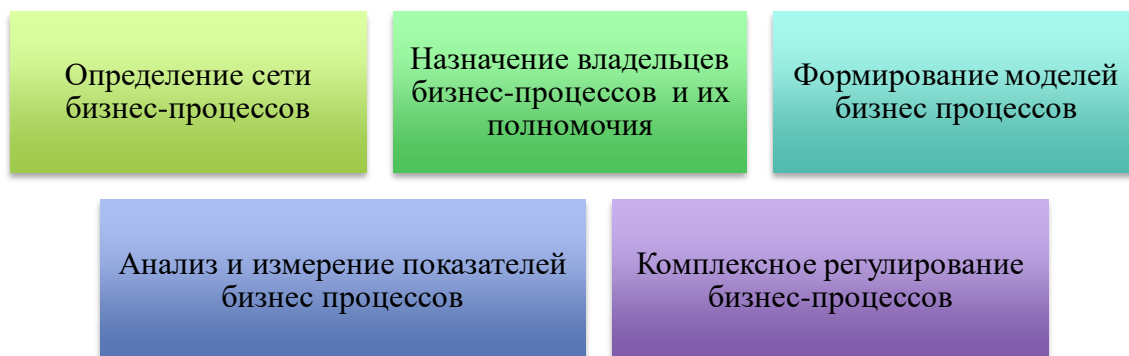 Определение сети
бизнес-процессов
Назначение владельцев
бизнес-процессов и их
полномочия
Формирование моделей
бизнес процессов
Анализ и измерение показателей
бизнес процессов
Комплексное регулирование
бизнес-процессов